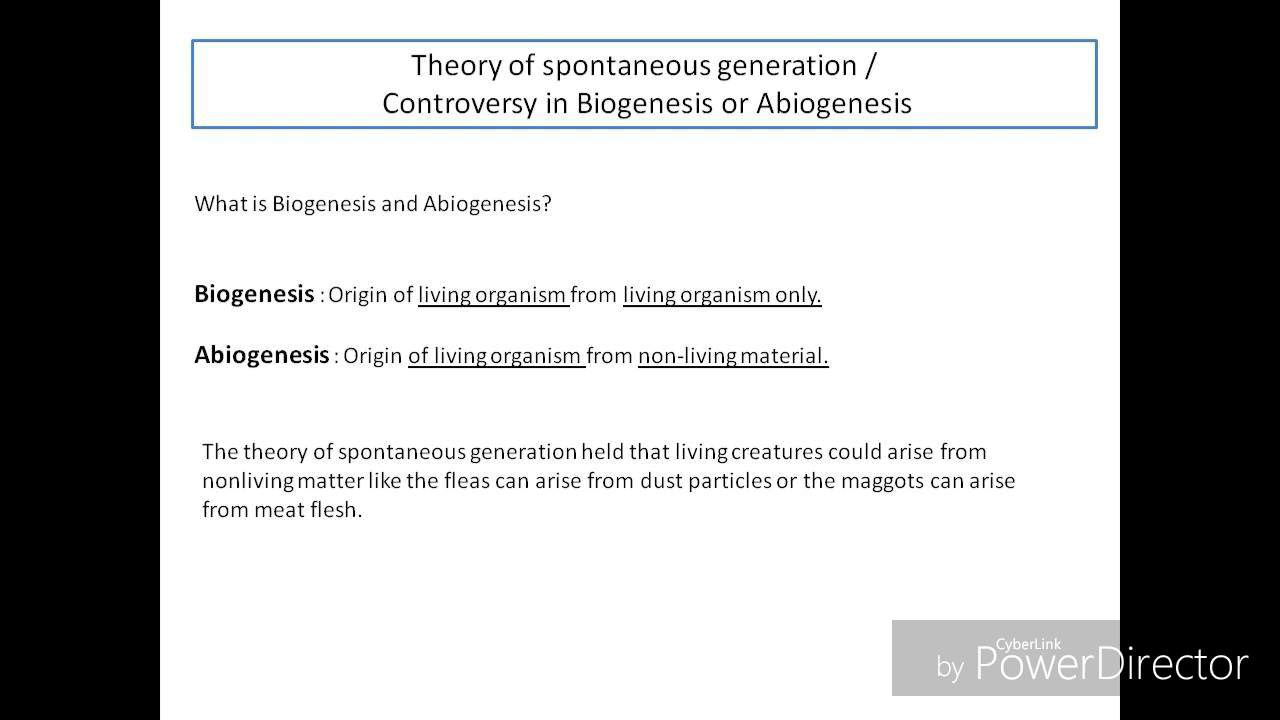 Theory of spontaneous generation /
Controversy in Biogenesis or Abiogenesis
What is Biogenesis and Abiogenesis?
Biogenesis : Origin of living organism from living organism only.
Abiogenesis : Origin of living organism from non-living material.
The theory of spontaneous generation held that living creatures could arise from
nonliving matter like the fleas can arise from dust particles or the maggots can arise
from meat flesh.
CyberLink
by PowerDirector